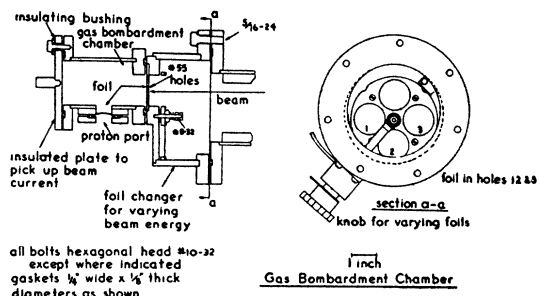 insulating bushing
gas bombardment
chamber
foil
#55
holes
5/16-24
a
beam
proton port
#8-32
insulated plate to
pick up beam
current
foil changer
for varying
beam energy
a
1
2
3
foil in holes 1 2 & 3
section a-a
knob for varying foils
all bolts hexagonal head #10-32
except where indicated
gaskets 1/4" wide x 1/8" thick
diameters as shown
1 inch
Gas Bombardment Chamber